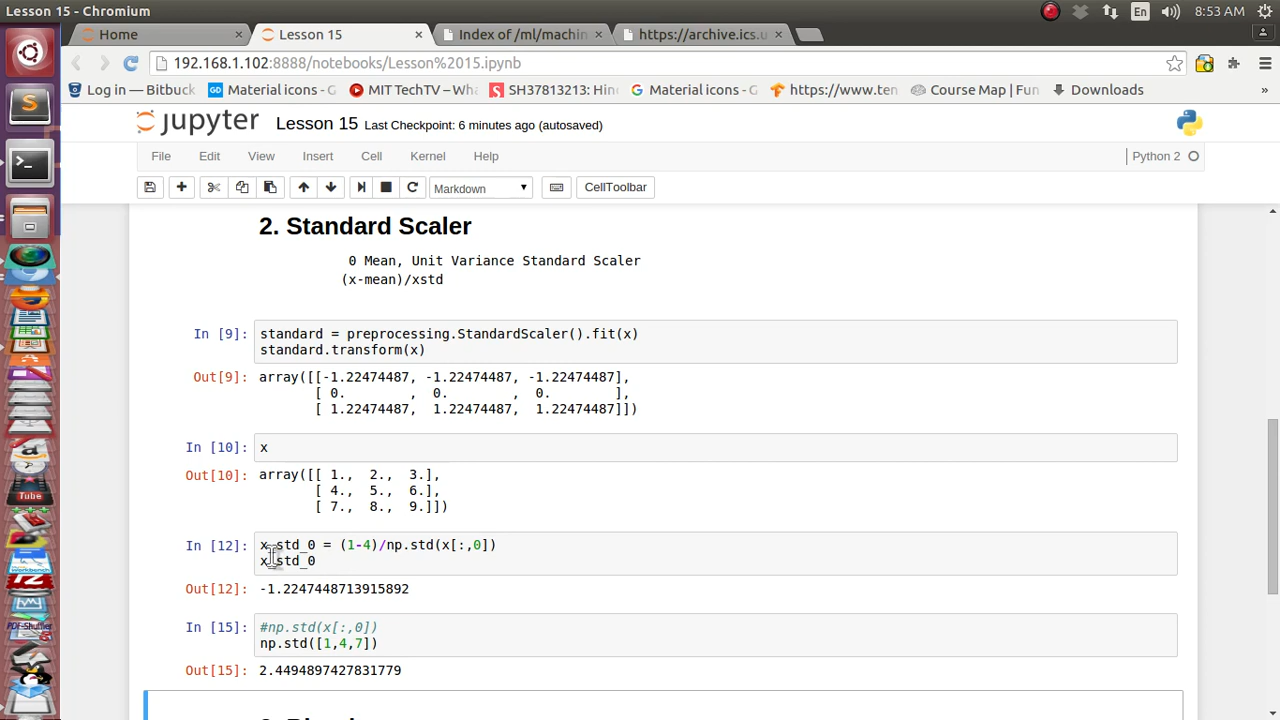 Lesson 15 - Chromium
En
8:53 AM
Home
Lesson 15
Index of /ml/machin
https://archive.ics.u
192.168.1.102:8888/notebooks/Lesson%2015.ipynb
Log in — Bitbuck
Material icons - G
MIT TechTV – Wha
SH37813213: Hin
Material icons - G
https://www.ten
Course Map | Fun
Downloads
»
jupyter
Lesson 15
Last Checkpoint: 6 minutes ago (autosaved)
File
Edit
View
Insert
Cell
Kernel
Help
Python 2
Markdown
CellToolbar
2. Standard Scaler
0 Mean, Unit Variance Standard Scaler
(x-mean)/xstd
In [9]:
standard = preprocessing.StandardScaler().fit(x)
standard.transform(x)
Out[9]:
array([[-1.22474487, -1.22474487, -1.22474487],
[ 0. , 0. , 0. ],
[ 1.22474487, 1.22474487, 1.22474487]])
In [10]:
x
Out[10]:
array([[ 1., 2., 3.],
[ 4., 5., 6.],
[ 7., 8., 9.]])
In [12]:
x_std_0 = (1-4)/np.std(x[:,0])
x_std_0
Out[12]:
-1.2247448713915892
In [15]:
#np.std(x[:,0])
np.std([1,4,7])
Out[15]:
2.4494897427831779
Tube